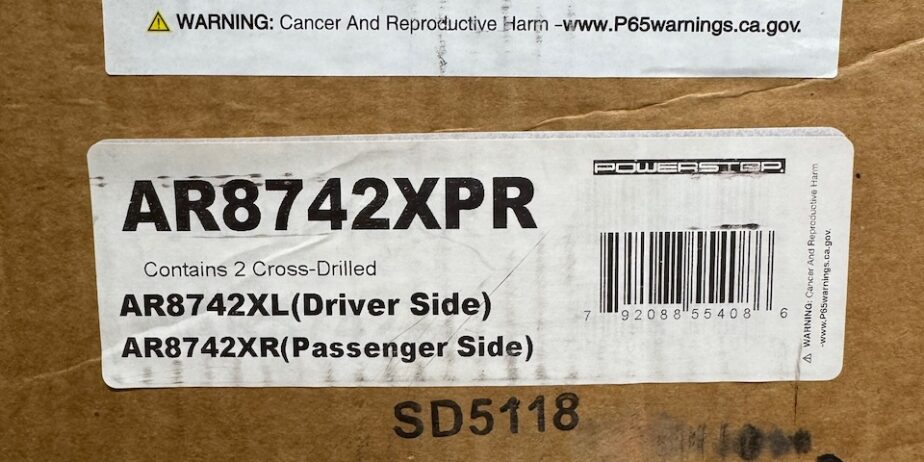 ⚠ WARNING: Cancer And Reproductive Harm -www.P65warnings.ca.gov.
POWERSTOP.
AR8742XPR
Contains 2 Cross-Drilled
AR8742XL(Driver Side)
AR8742XR(Passenger Side)
7 92088 55408 6
⚠ WARNING: Cancer And Reproductive Harm
-www.P65warnings.ca.gov.
SD5118